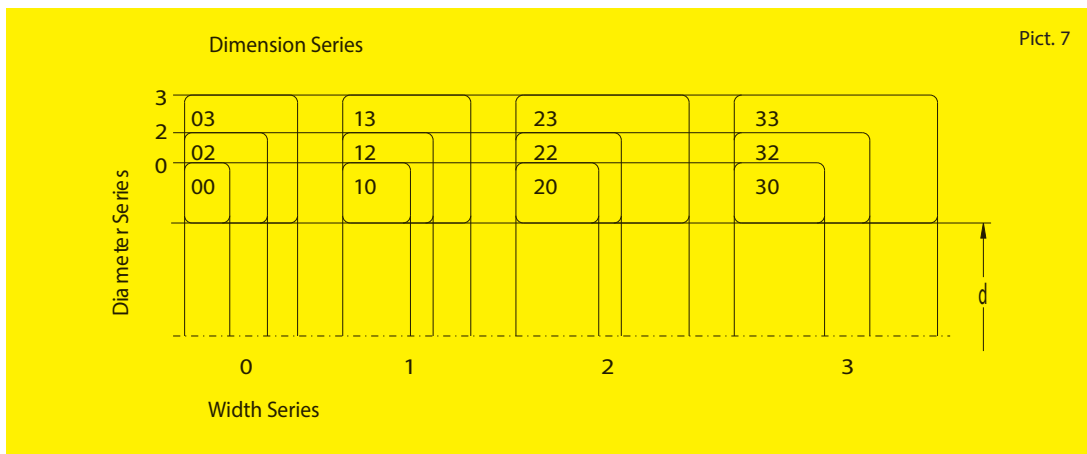 Dimension Series
Pict. 7
3
03 13 23 33
2
02 12 22 32
0
00 10 20 30
Diameter Series
d
0 1 2 3
Width Series